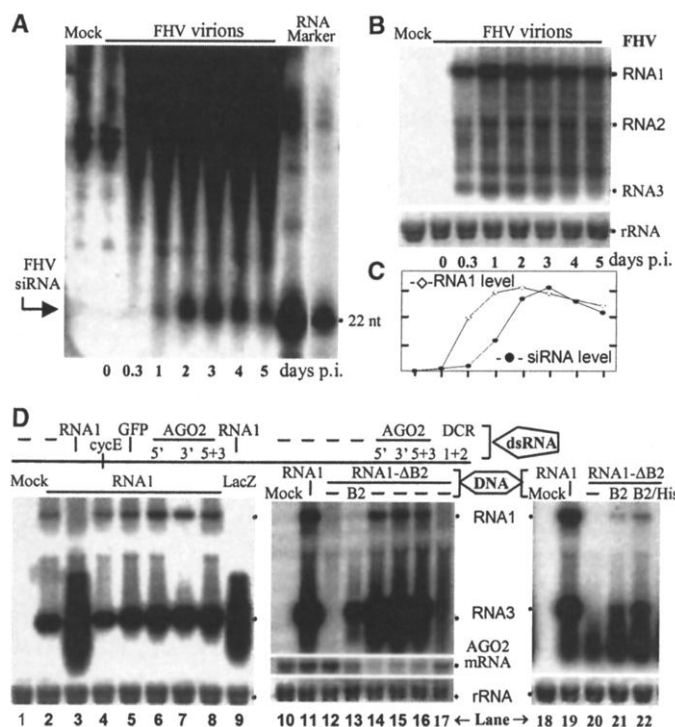 A
Mock FHV virions RNA Marker
FHV siRNA
22 nt
0 0.3 1 2 3 4 5 days p.i.
B
Mock FHV virions FHV
RNA1
RNA2
RNA3
rRNA
0 0.3 1 2 3 4 5
days p.i.
C
RNA1 level
siRNA level
D
RNA1 GFP AGO2 RNA1 AGO2 DCR dsRNA
cycE 5' 3' 5+3 5' 3' 5+3 1+2
Mock RNA1 LacZ RNA1 RNA1-ΔB2 DNA RNA1 RNA1-ΔB2
Mock – B2 – – – – Mock – B2 B2/His
RNA1
RNA3
AGO2
mRNA
rRNA
1 2 3 4 5 6 7 8 9 10 11 12 13 14 15 16 17 ← Lane → 18 19 20 21 22